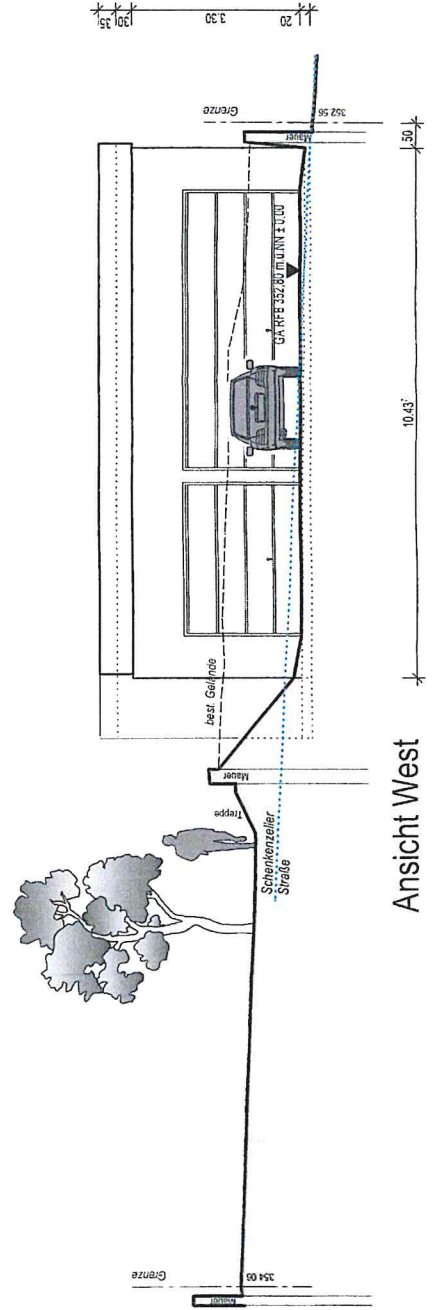 35
30
3.30
20
Grenze
352 56
Mauer
50
GA RFB 352,80 m.ü.NN ± 0,00
10.43⁷
best. Gelände
Mauer
Treppe
Schenkenzeller
Straße
Ansicht West
Grenze
354 06
Mauer